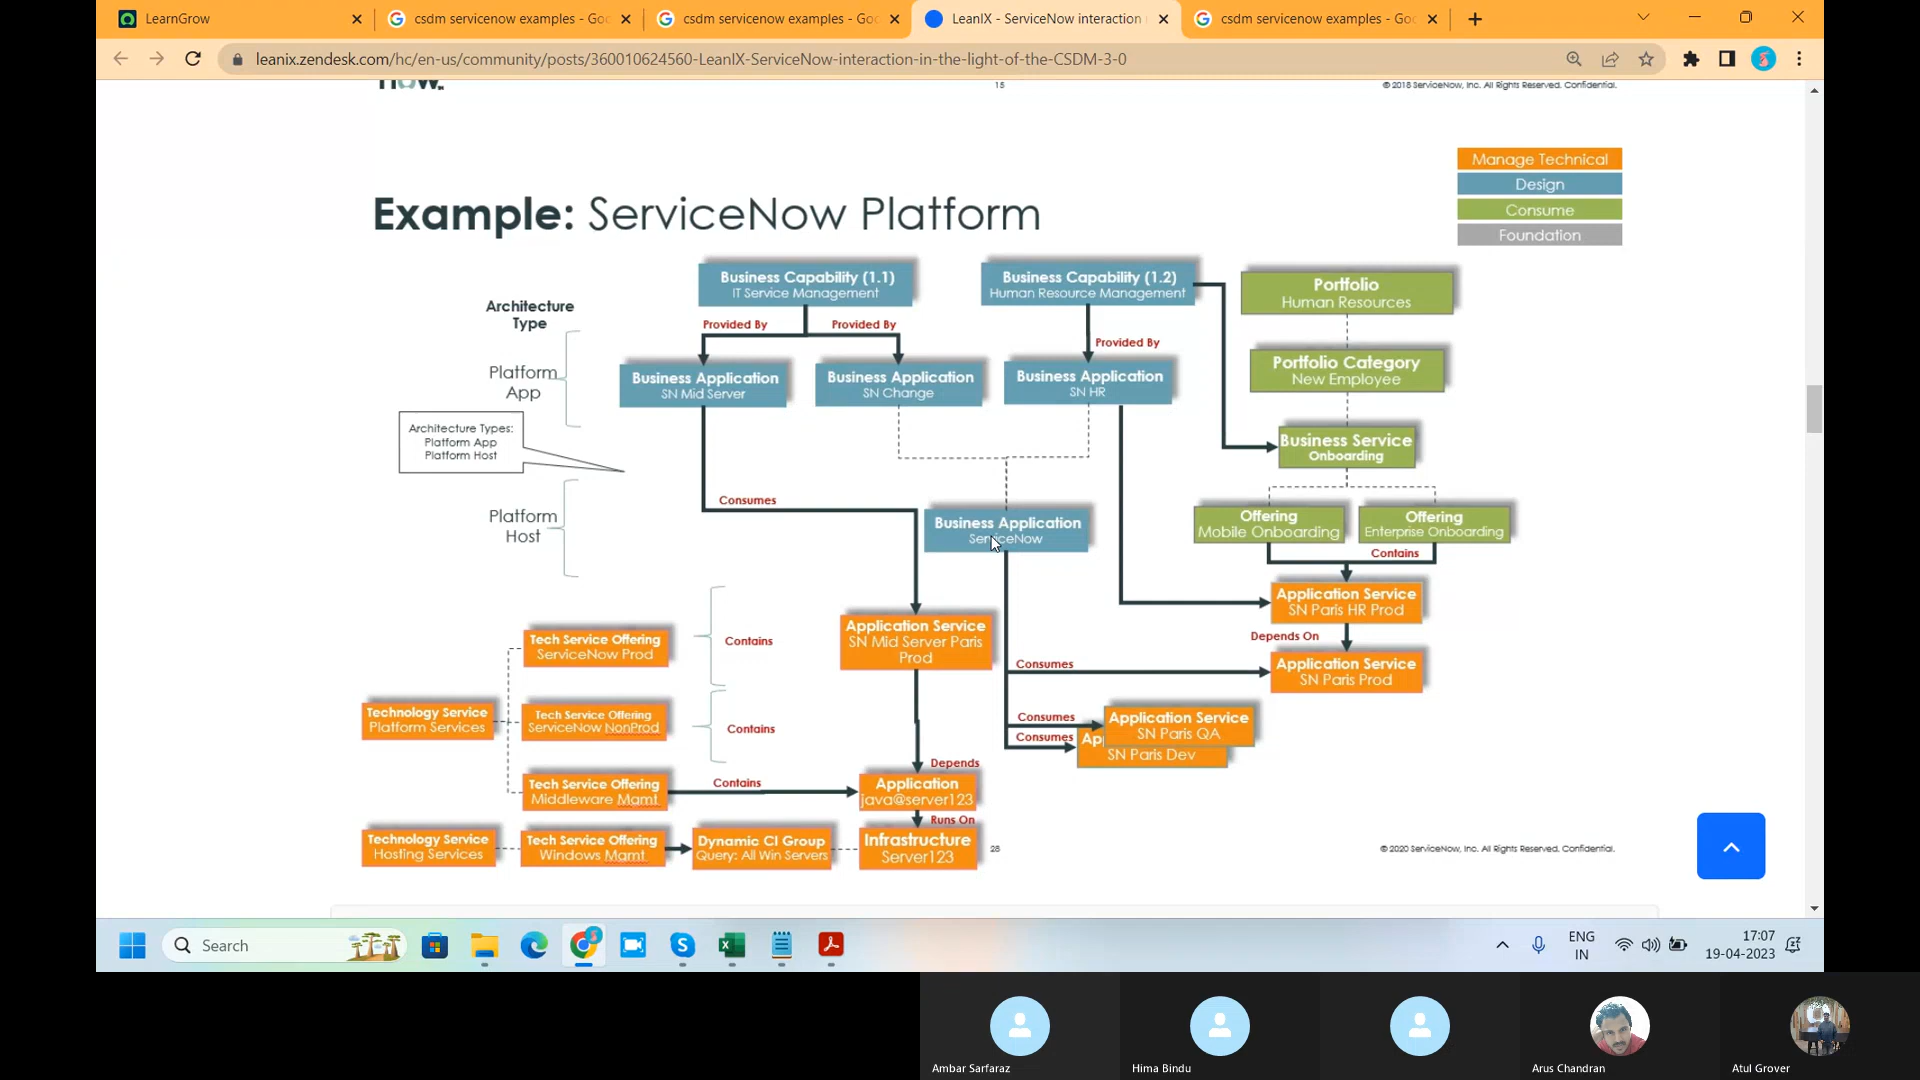 LearnGrow
csdm servicenow examples - Goo
csdm servicenow examples - Goo
LeanIX - ServiceNow interaction
csdm servicenow examples - Goo
leanix.zendesk.com/hc/en-us/community/posts/360010624560-LeanIX-ServiceNow-interaction-in-the-light-of-the-CSDM-3-0
now.
15
© 2018 ServiceNow, Inc. All Rights Reserved. Confidential.
Manage Technical
Design
Consume
Foundation
Example: ServiceNow Platform
Architecture
Type
Platform
App
Architecture Types:
Platform App
Platform Host
Platform
Host
Business Capability (1.1)
IT Service Management
Business Capability (1.2)
Human Resource Management
Portfolio
Human Resources
Provided By
Provided By
Provided By
Business Application
SN Mid Server
Business Application
SN Change
Business Application
SN HR
Portfolio Category
New Employee
Business Service
Onboarding
Consumes
Business Application
ServiceNow
Offering
Mobile Onboarding
Offering
Enterprise Onboarding
Contains
Application Service
SN Paris HR Prod
Depends On
Application Service
SN Paris Prod
Consumes
Application Service
SN Mid Server Paris
Prod
Tech Service Offering
ServiceNow Prod
Contains
Technology Service
Platform Services
Tech Service Offering
ServiceNow NonProd
Contains
Consumes
Application Service
SN Paris QA
Consumes
Ap
SN Paris Dev
Depends
Tech Service Offering
Middleware Mgmt
Contains
Application
java@server123
Runs On
Technology Service
Hosting Services
Tech Service Offering
Windows Mgmt
Dynamic CI Group
Query: All Win Servers
Infrastructure
Server123
28
© 2020 ServiceNow, Inc. All Rights Reserved. Confidential.
Search
ENG
IN
17:07
19-04-2023
Ambar Sarfaraz
Hima Bindu
Arus Chandran
Atul Grover